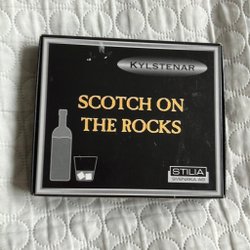 KYLSTENAR
SCOTCH ON
THE ROCKS
STILIA
SVENSKA AB